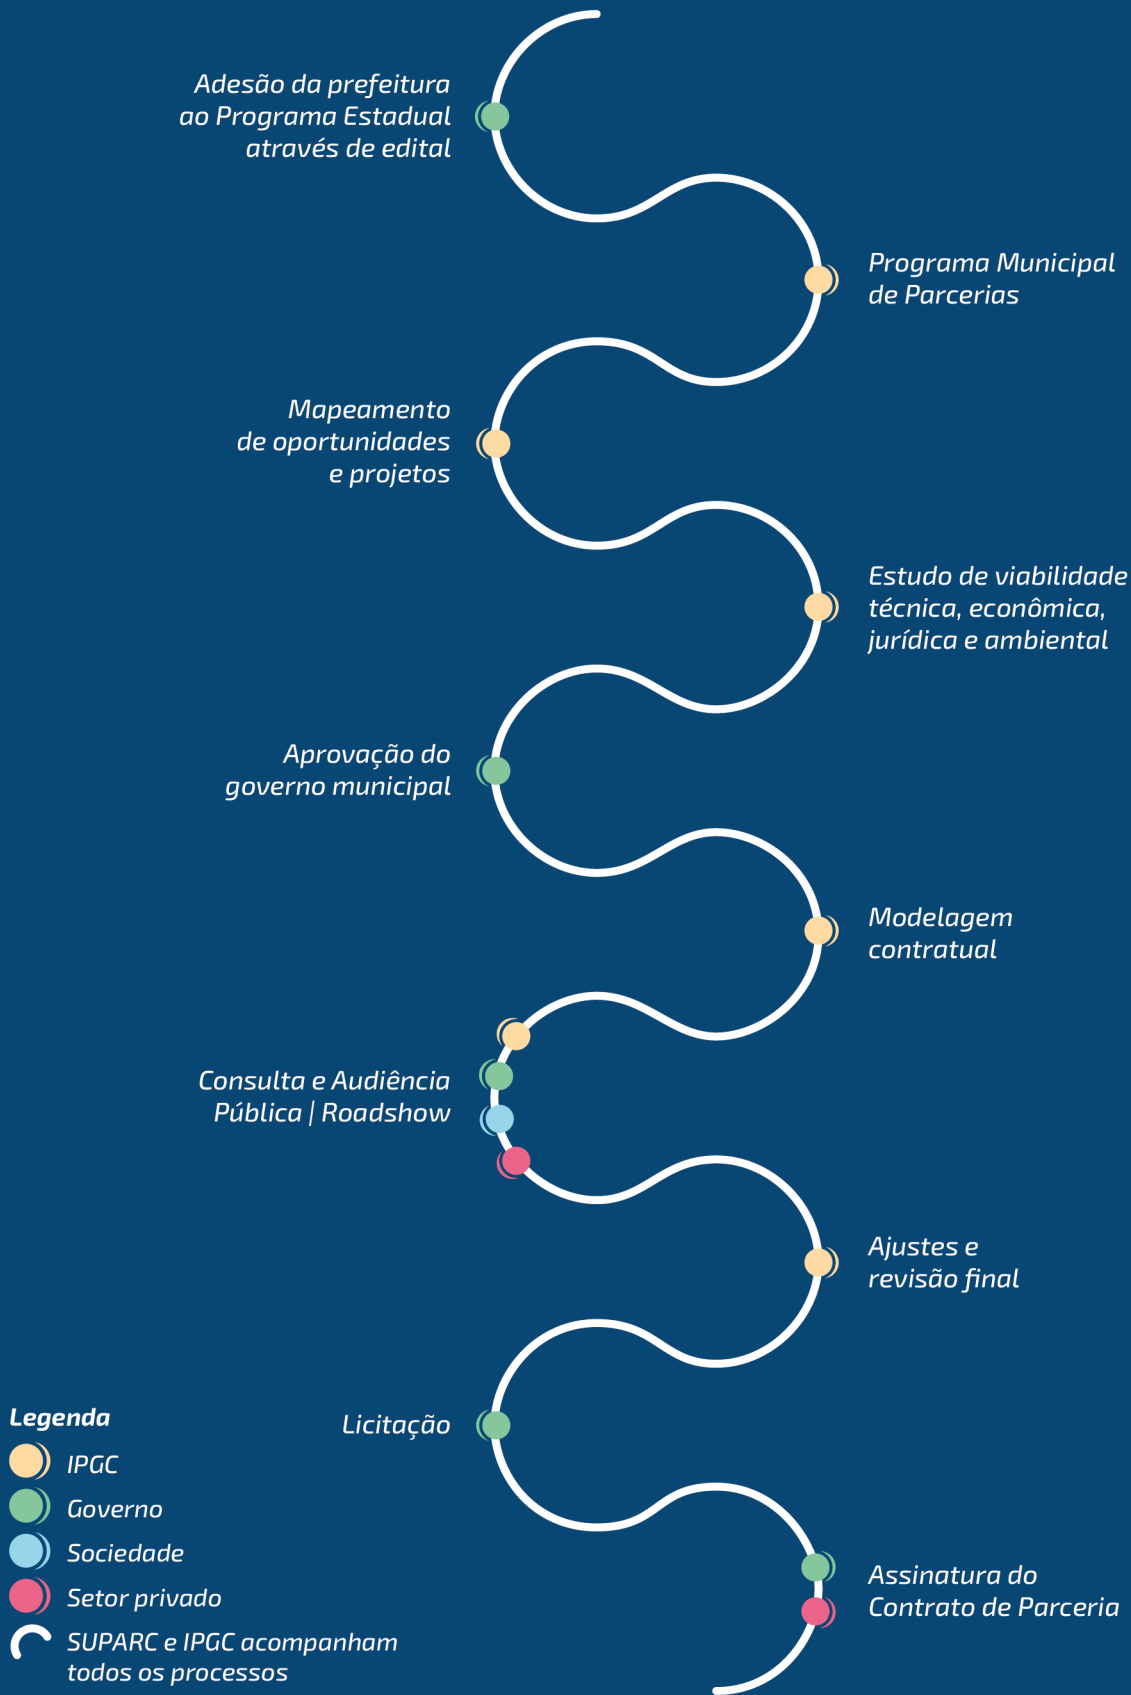 Adesão da prefeitura
ao Programa Estadual
através de edital
Programa Municipal
de Parcerias
Mapeamento
de oportunidades
e projetos
Estudo de viabilidade
técnica, econômica,
jurídica e ambiental
Aprovação do
governo municipal
Modelagem
contratual
Consulta e Audiência
Pública | Roadshow
Ajustes e
revisão final
Licitação
Assinatura do
Contrato de Parceria
Legenda
IPGC
Governo
Sociedade
Setor privado
SUPARC e IPGC acompanham
todos os processos